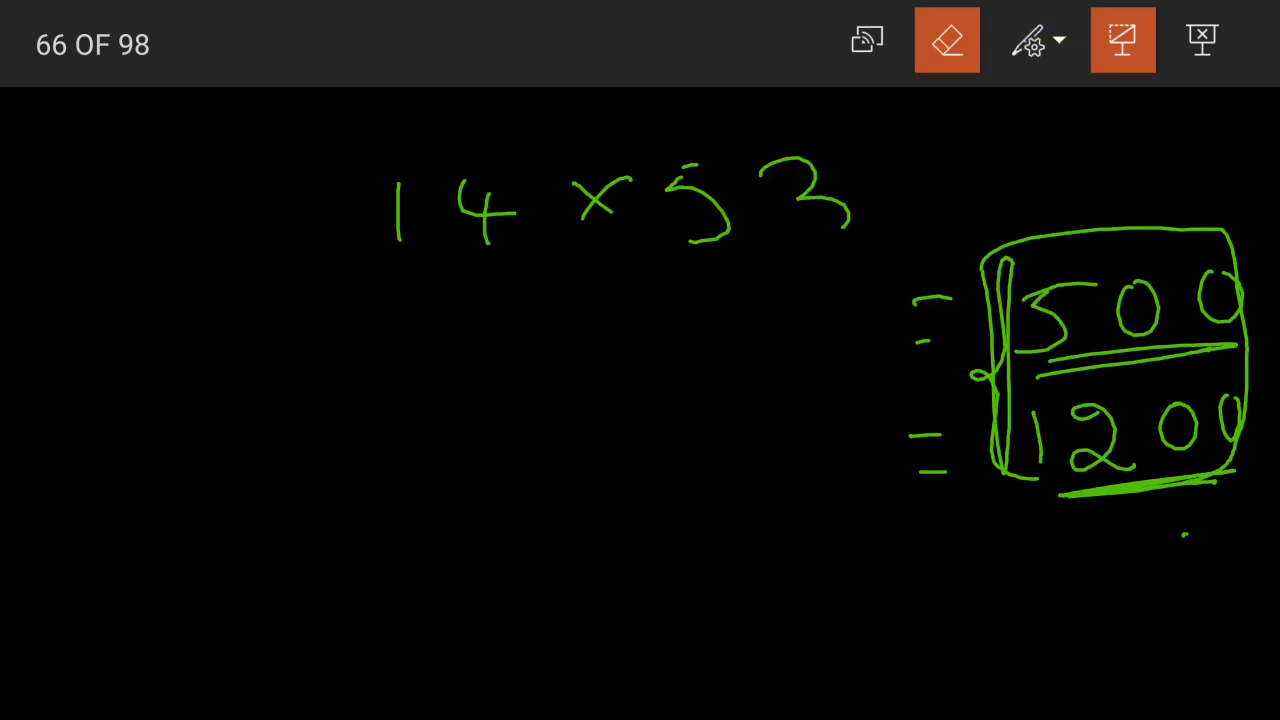 66 OF 98
14 x 53
= 500
= 1200